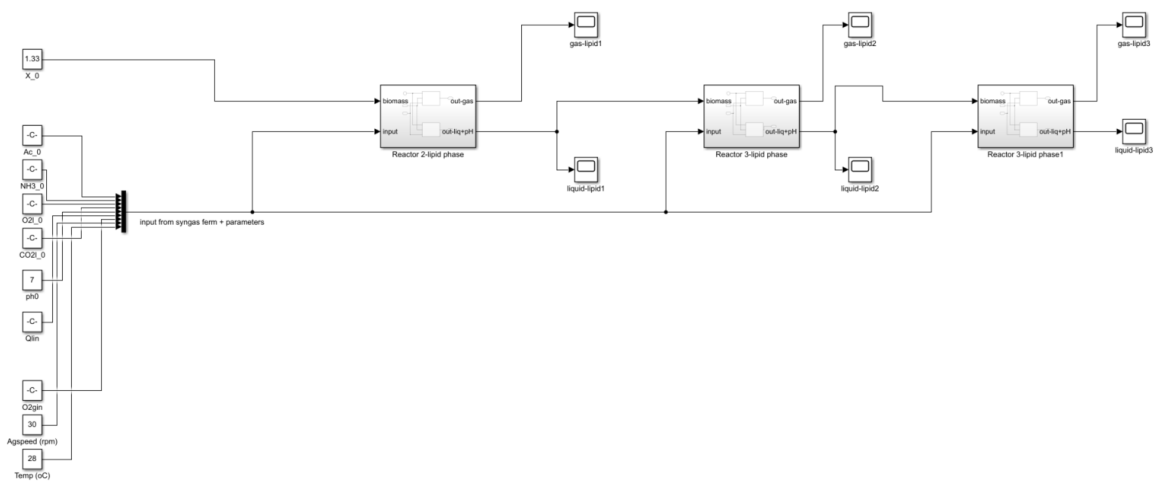 gas-lipid1
gas-lipid2
gas-lipid3
1.33
X_0
biomass
out-gas
input
out-liq+pH
Reactor 2-lipid phase
biomass
out-gas
input
out-liq+pH
Reactor 3-lipid phase
biomass
out-gas
input
out-liq+pH
Reactor 3-lipid phase1
liquid-lipid1
liquid-lipid2
liquid-lipid3
-C-
Ac_0
-C-
NH3_0
-C-
O2l_0
-C-
CO2l_0
input from syngas ferm + parameters
7
ph0
-C-
Qlin
-C-
O2gin
30
Agspeed (rpm)
28
Temp (oC)